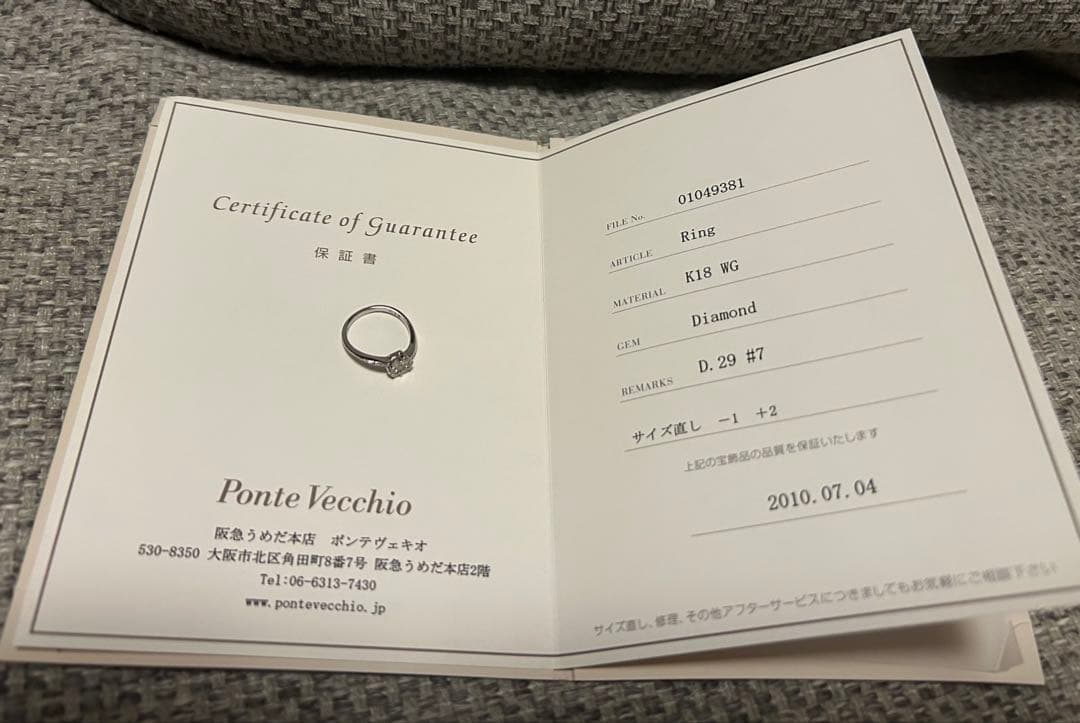 Certificate of Guarantee
保証書
Ponte Vecchio
阪急うめだ本店 ポンテヴェキオ
530-8350 大阪市北区角田町8番7号 阪急うめだ本店2階
Tel:06-6313-7430
www.pontevecchio.jp
FILE No. 01049381
ARTICLE Ring
MATERIAL K18 WG
GEM Diamond
REMARKS D.29 #7
サイズ直し -1 +2
上記の宝飾品の品質を保証いたします
2010.07.04
サイズ直し、修理、その他アフターサービスにつきましてもお気軽にご相談下さい